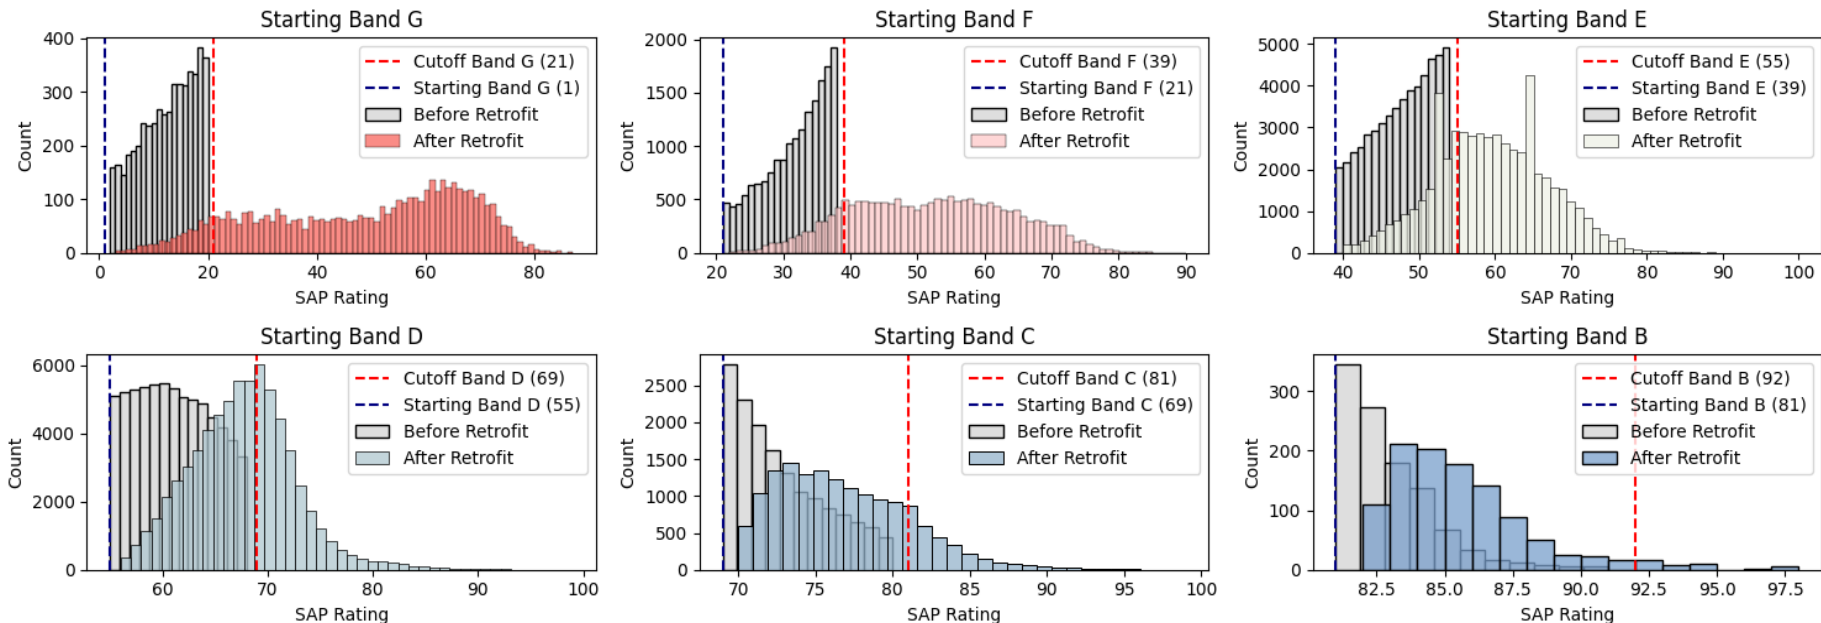 Starting Band G
Count
400
300
200
100
0
Cutoff Band G (21)
Starting Band G (1)
Before Retrofit
After Retrofit
0 20 40 60 80
SAP Rating
Starting Band F
Count
2000
1750
1500
1250
1000
750
500
250
0
Cutoff Band F (39)
Starting Band F (21)
Before Retrofit
After Retrofit
20 30 40 50 60 70 80 90
SAP Rating
Starting Band E
Count
5000
4000
3000
2000
1000
0
Cutoff Band E (55)
Starting Band E (39)
Before Retrofit
After Retrofit
40 50 60 70 80 90 100
SAP Rating
Starting Band D
Count
6000
4000
2000
0
Cutoff Band D (69)
Starting Band D (55)
Before Retrofit
After Retrofit
60 70 80 90 100
SAP Rating
Starting Band C
Count
2500
2000
1500
1000
500
0
Cutoff Band C (81)
Starting Band C (69)
Before Retrofit
After Retrofit
70 75 80 85 90 95 100
SAP Rating
Starting Band B
Count
300
200
100
0
Cutoff Band B (92)
Starting Band B (81)
Before Retrofit
After Retrofit
82.5 85.0 87.5 90.0 92.5 95.0 97.5
SAP Rating